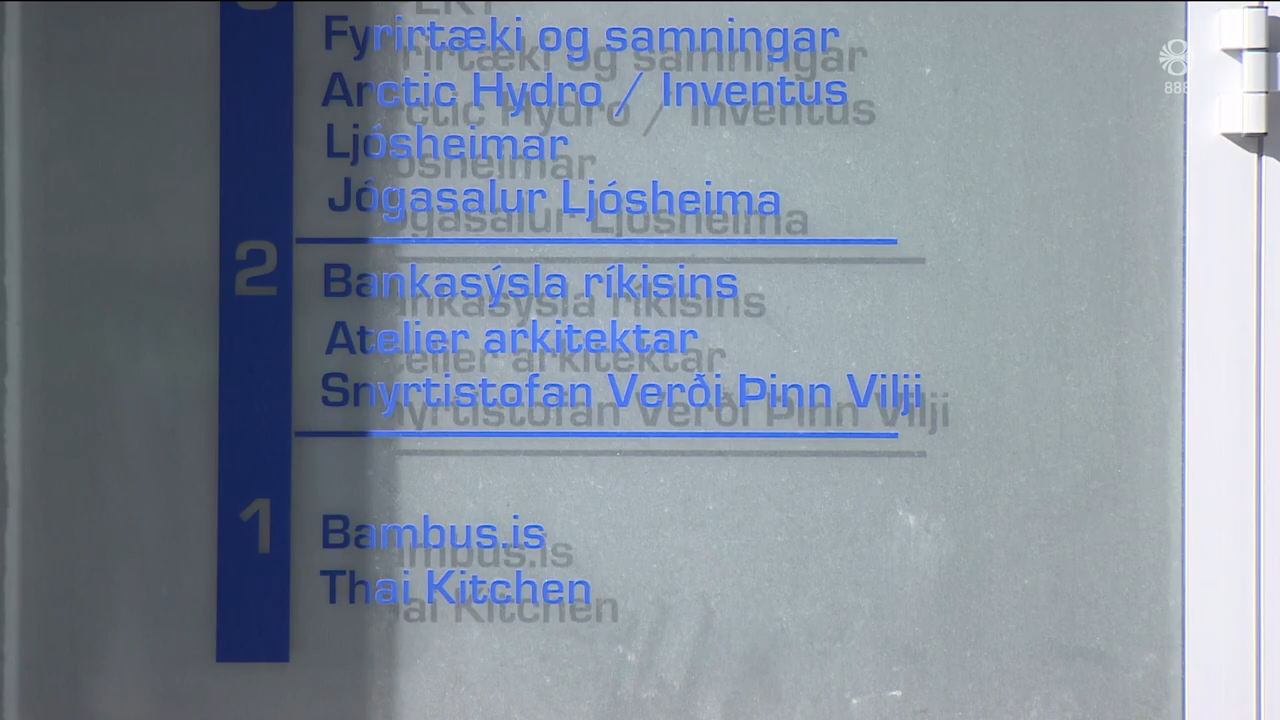 Fyrirtæki og samningar
Arctic Hydro / Inventus
Ljósheimar
Jógasalur Ljósheima
2
Bankasýsla ríkisins
Atelier arkitektar
Snyrtistofan Verði Þinn Vilji
1
Bambus.is
Thai Kitchen
888